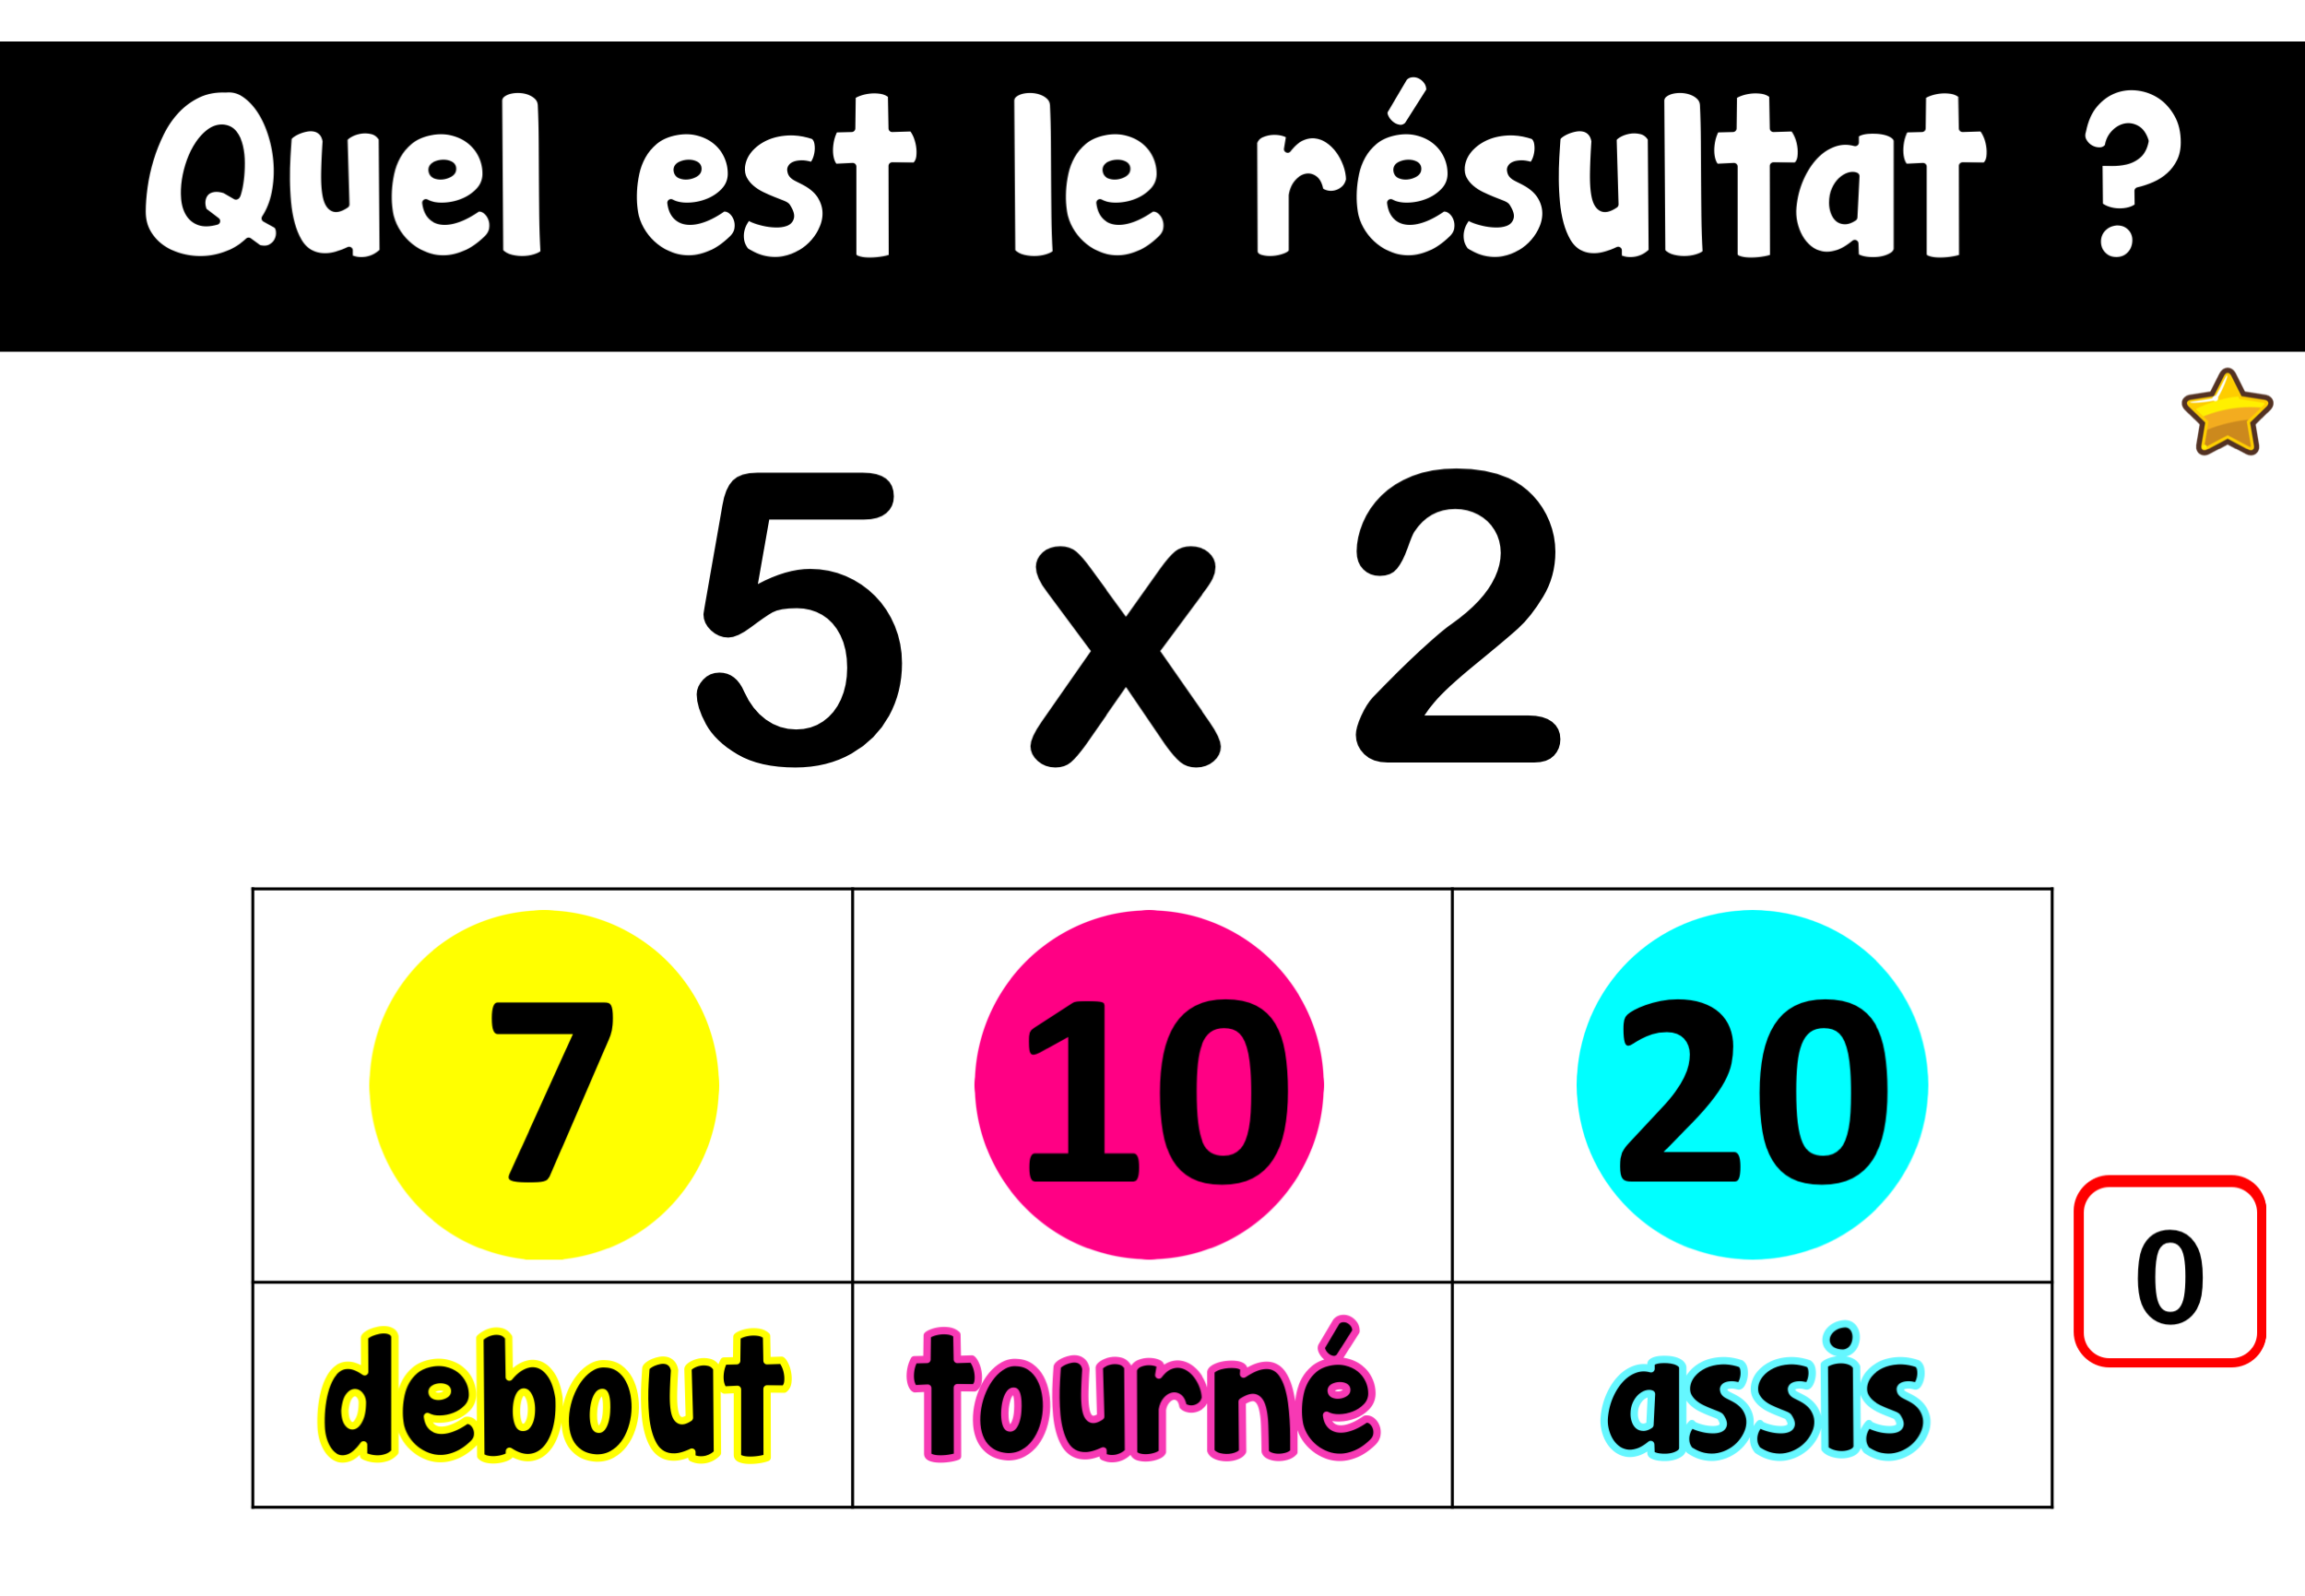 Quel est le résultat ?
5 x 2
7 10 20
0
debout tourné assis